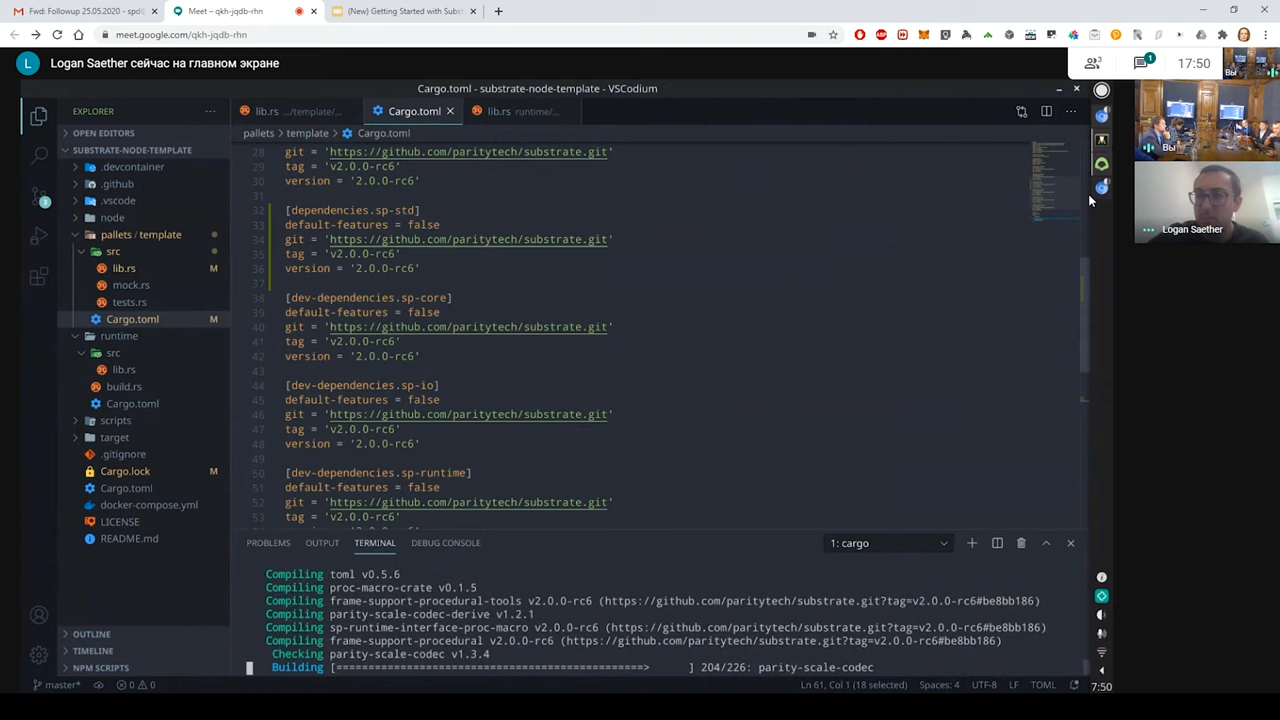 Fwd: Followup 25.05.2020 - spd@
Meet – qkh-jqdb-rhn
(New) Getting Started with Subst
meet.google.com/qkh-jqdb-rhn
L
Logan Saether сейчас на главном экране
3
1
17:50
Вы
Cargo.toml - substrate-node-template - VSCodium
EXPLORER
lib.rs .../template/...
Cargo.toml
lib.rs runtime/...
OPEN EDITORS
pallets > template > Cargo.toml
SUBSTRATE-NODE-TEMPLATE
.devcontainer
.github
.vscode
node
pallets / template
src
lib.rs M
mock.rs
tests.rs
Cargo.toml M
runtime
src
lib.rs
build.rs
Cargo.toml
scripts
target
.gitignore
Cargo.lock M
Cargo.toml
docker-compose.yml
LICENSE
README.md
OUTLINE
TIMELINE
NPM SCRIPTS
3
28 git = 'https://github.com/paritytech/substrate.git'
29 tag = 'v2.0.0-rc6'
30 version = '2.0.0-rc6'
31
32 [dependencies.sp-std]
33 default-features = false
34 git = 'https://github.com/paritytech/substrate.git'
35 tag = 'v2.0.0-rc6'
36 version = '2.0.0-rc6'
37
38 [dev-dependencies.sp-core]
39 default-features = false
40 git = 'https://github.com/paritytech/substrate.git'
41 tag = 'v2.0.0-rc6'
42 version = '2.0.0-rc6'
43
44 [dev-dependencies.sp-io]
45 default-features = false
46 git = 'https://github.com/paritytech/substrate.git'
47 tag = 'v2.0.0-rc6'
48 version = '2.0.0-rc6'
49
50 [dev-dependencies.sp-runtime]
51 default-features = false
52 git = 'https://github.com/paritytech/substrate.git'
53 tag = 'v2.0.0-rc6'
Вы
Logan Saether
PROBLEMS OUTPUT TERMINAL DEBUG CONSOLE
1: cargo
Compiling toml v0.5.6
Compiling proc-macro-crate v0.1.5
Compiling frame-support-procedural-tools v2.0.0-rc6 (https://github.com/paritytech/substrate.git?tag=v2.0.0-rc6#be8bb186)
Compiling parity-scale-codec-derive v1.2.1
Compiling sp-runtime-interface-proc-macro v2.0.0-rc6 (https://github.com/paritytech/substrate.git?tag=v2.0.0-rc6#be8bb186)
Compiling frame-support-procedural v2.0.0-rc6 (https://github.com/paritytech/substrate.git?tag=v2.0.0-rc6#be8bb186)
Checking parity-scale-codec v1.3.4
Building [==============================================> ] 204/226: parity-scale-codec
master*
0 0
Ln 61, Col 1 (18 selected)
Spaces: 4
UTF-8
LF
TOML
7:50